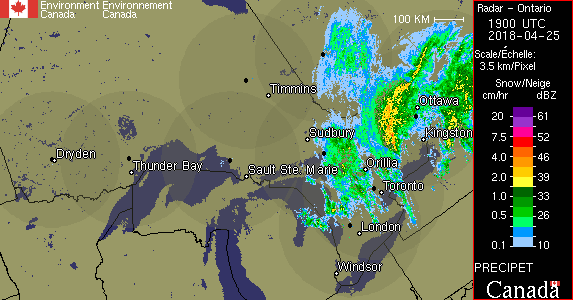 Environment Environnement
Canada Canada
100 KM
Timmins
Ottawa
Sudbury
Kingston
Dryden
Thunder Bay
Sault Ste. Marie
Orillia
Toronto
London
Windsor
Radar - Ontario
1900 UTC
2018-04-25
Scale/Échelle:
3.5 km/Pixel
Snow/Neige
cm/hr dBZ
20 61
7.5 52
4.0 46
2.0 39
1.0 33
0.5 26
0.1 10
PRECIPET
Canada